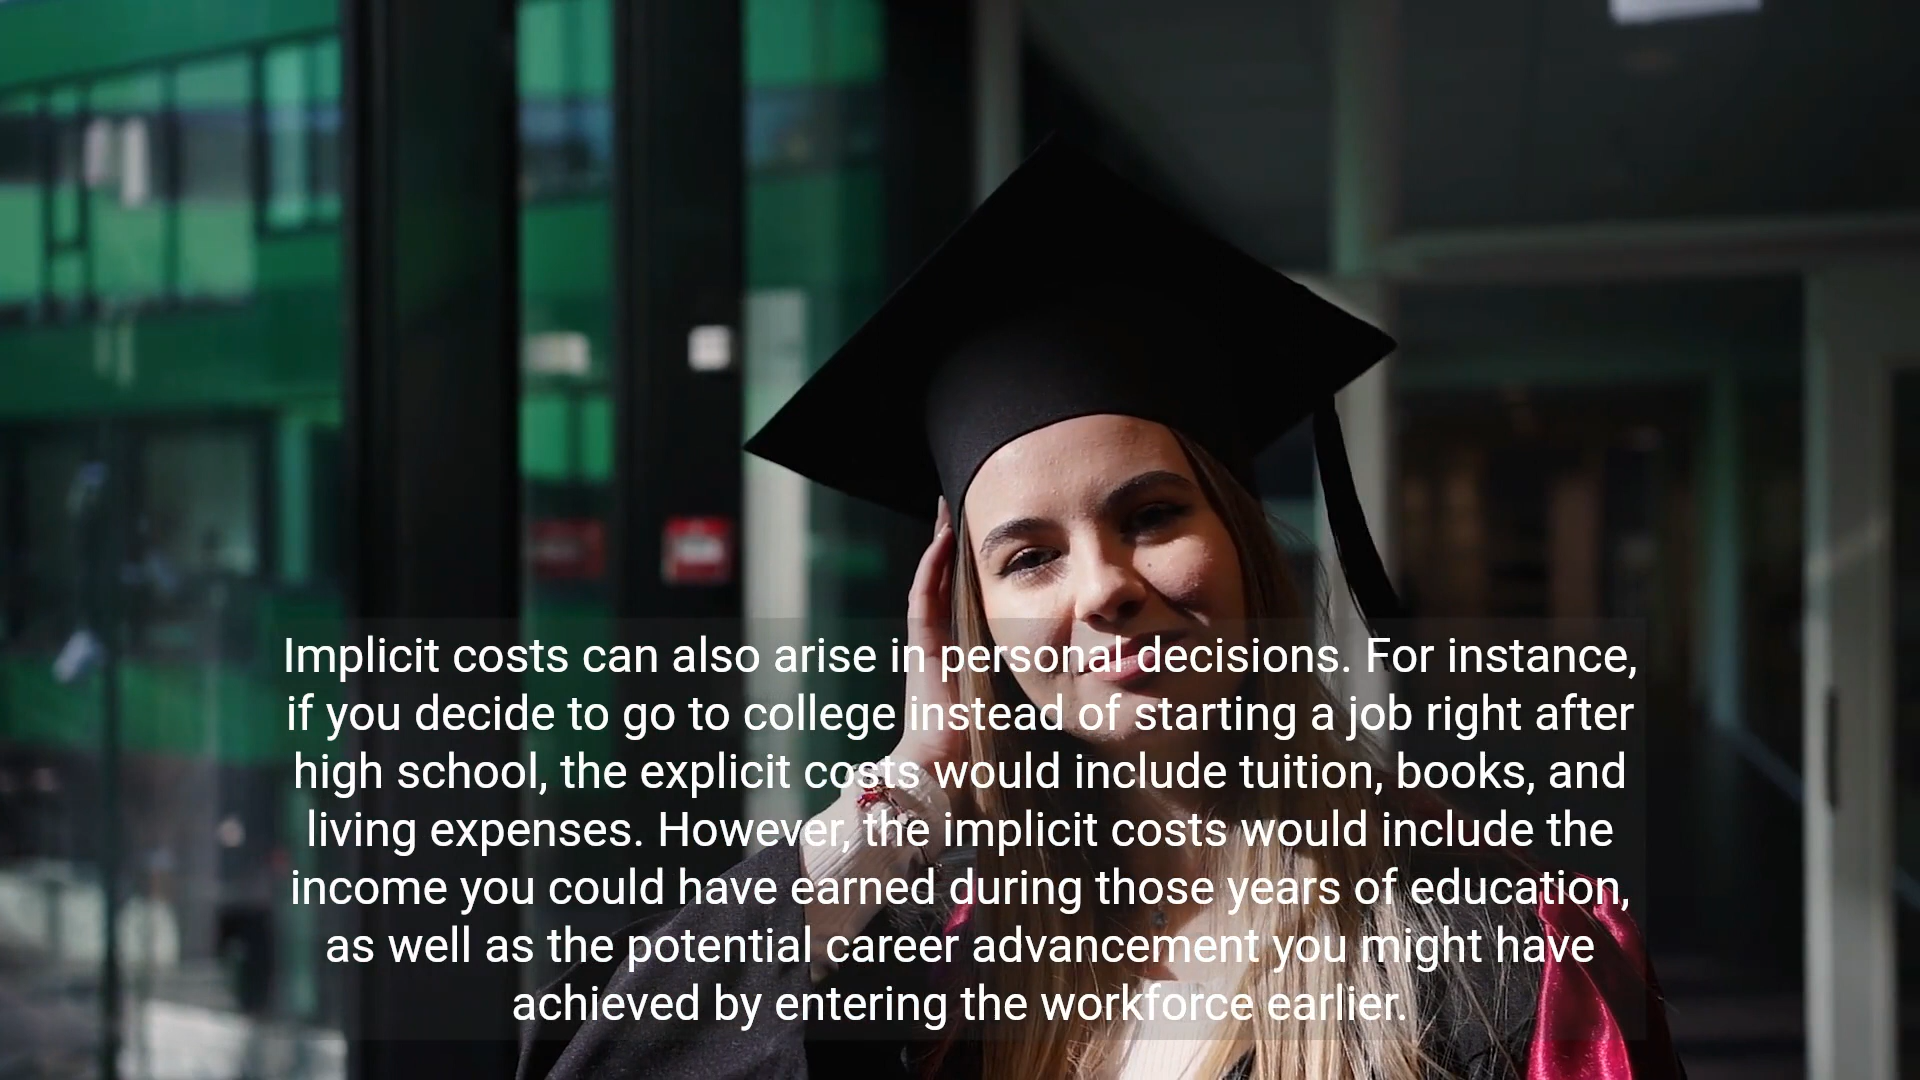 Implicit costs can also arise in personal decisions. For instance,
if you decide to go to college instead of starting a job right after
high school, the explicit costs would include tuition, books, and
living expenses. However, the implicit costs would include the
income you could have earned during those years of education,
as well as the potential career advancement you might have
achieved by entering the workforce earlier.